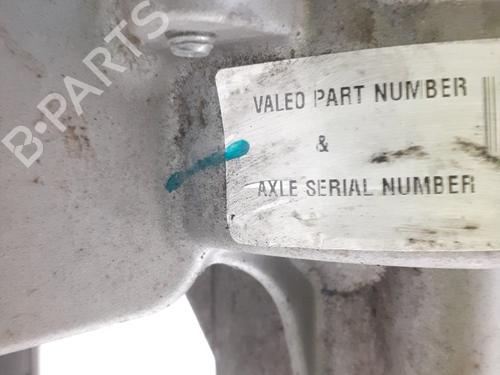 B-PARTS
VALEO PART NUMBER
&
AXLE SERIAL NUMBER